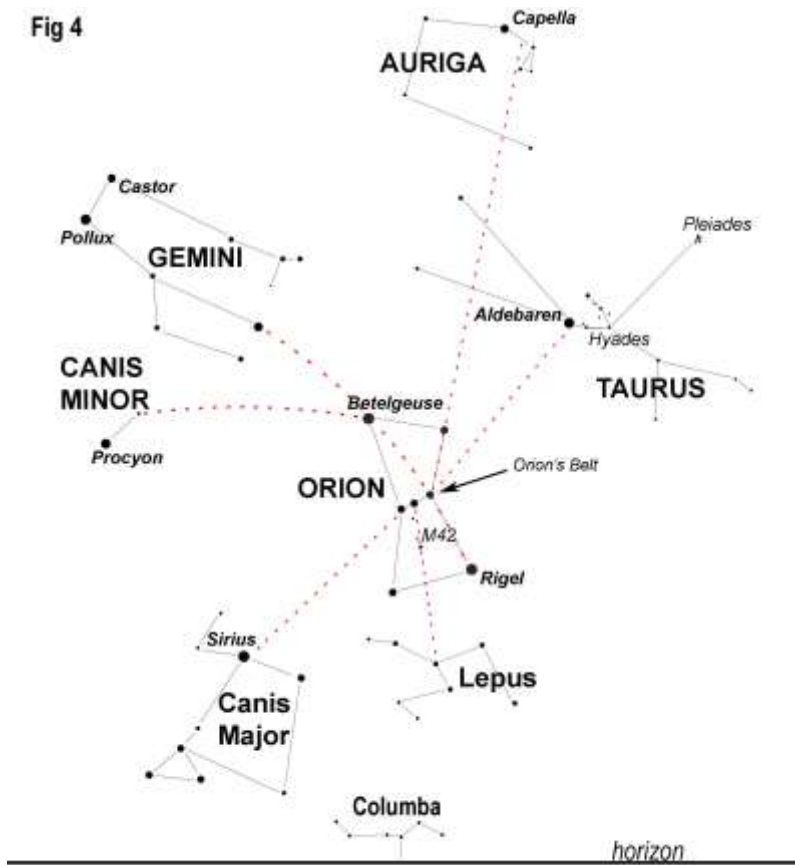 Fig 4
Capella
AURIGA
Castor
Pollux
GEMINI
Pleiades
Aldebaren
Hyades
TAURUS
CANIS
MINOR
Betelgeuse
Procyon
ORION
Orion's Belt
M42
Rigel
Sirius
Lepus
Canis
Major
Columba
horizon